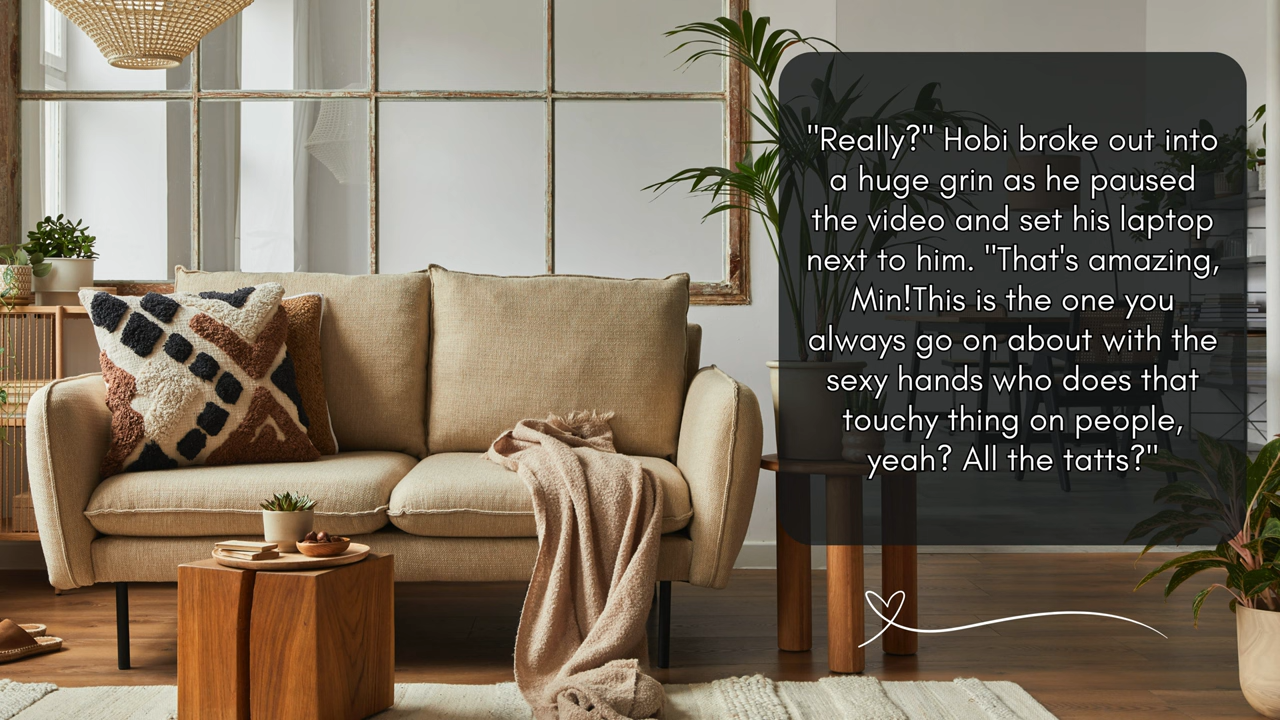 "Really?" Hobi broke out into
a huge grin as he paused
the video and set his laptop
next to him. "That's amazing,
Min!This is the one you
always go on about with the
sexy hands who does that
touchy thing on people,
yeah? All the tatts?"